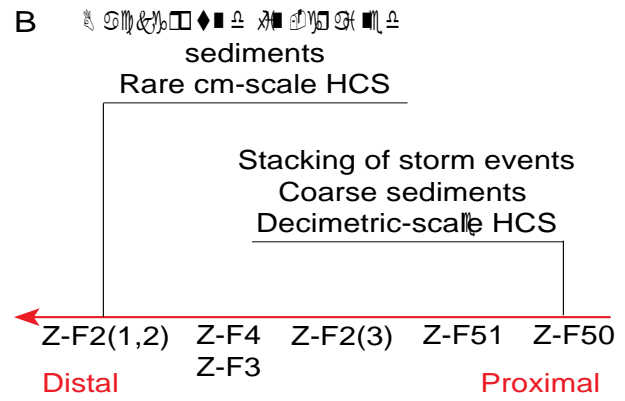 B
sediments
Rare cm-scale HCS
Stacking of storm events
Coarse sediments
Decimetric-scale HCS
Z-F2(1,2) Z-F4 Z-F2(3) Z-F51 Z-F50
Z-F3
Distal Proximal